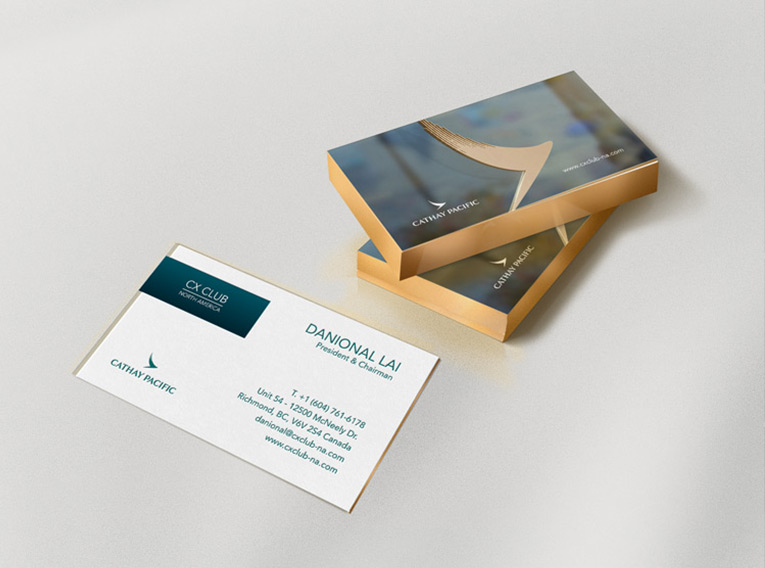 CATHAY PACIFIC
www.cxclub-na.com
CATHAY PACIFIC
CX CLUB
NORTH AMERICA
DANIONAL LAI
President & Chairman
CATHAY PACIFIC
T. +1 (604) 761-6178
Unit 54 - 12500 McNeely Dr.
Richmond, BC, V6V 2S4 Canada
danional@cxclub-na.com
www.cxclub-na.com